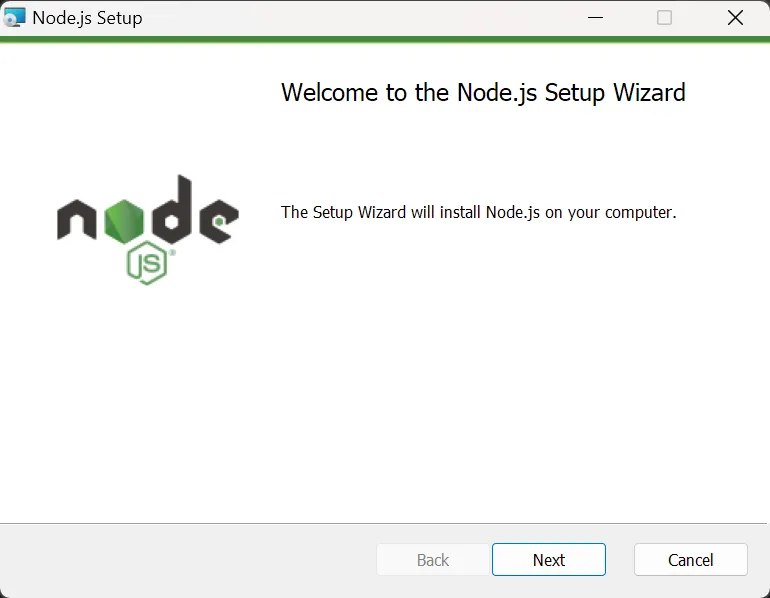 Node.js Setup
Welcome to the Node.js Setup Wizard
node
JS®
The Setup Wizard will install Node.js on your computer.
Back
Next
Cancel